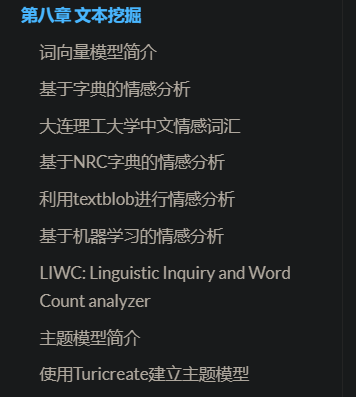 第八章 文本挖掘
词向量模型简介
基于字典的情感分析
大连理工大学中文情感词汇
基于NRC字典的情感分析
利用textblob进行情感分析
基于机器学习的情感分析
LIWC: Linguistic Inquiry and Word
Count analyzer
主题模型简介
使用Turicreate建立主题模型